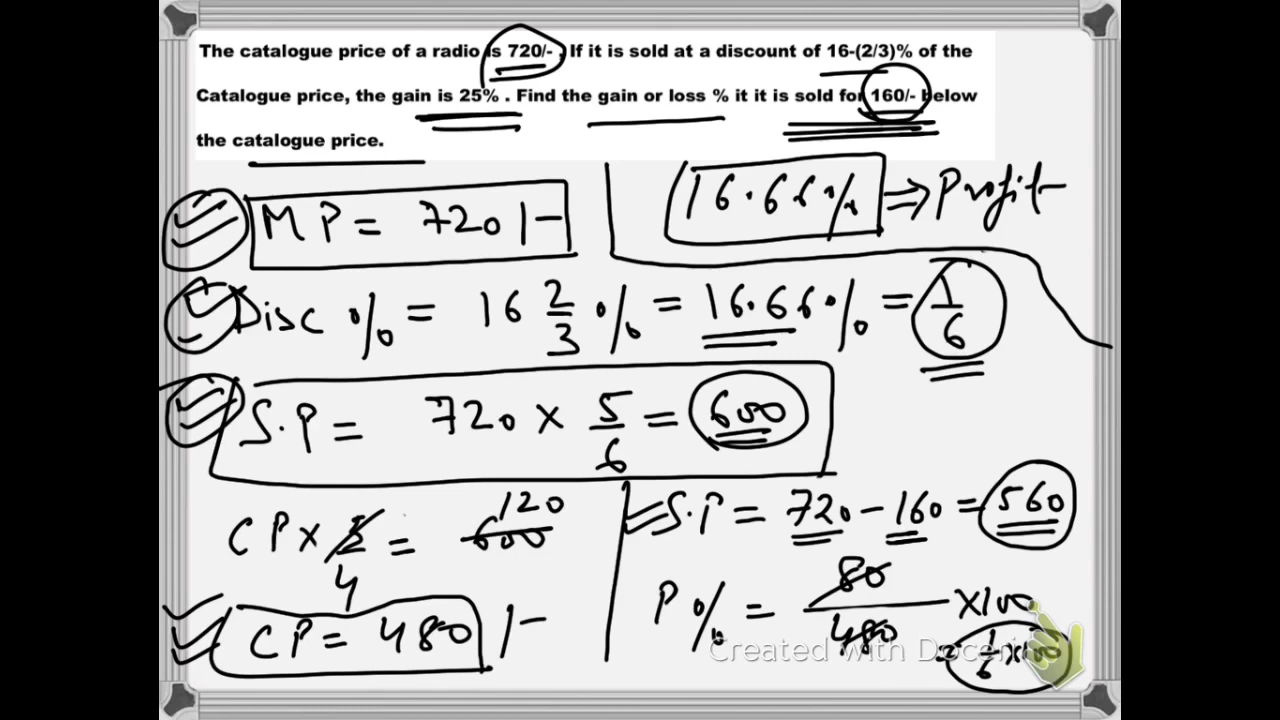 The catalogue price of a radio is 720/- . If it is sold at a discount of 16-(2/3)% of the
Catalogue price, the gain is 25% . Find the gain or loss % it it is sold for 160/- below
the catalogue price.
MP = 720/-
16.66% ⇒ Profit
Disc % = 16 2/3 % = 16.66% = 1/6
S.P = 720 × 5/6 = 600
CP × 5/4 = 600 120
CP = 480/-
S.P = 720 - 160 = 560
P% = 80/480 × 100
= 1/6 × 100
Created with Doceri